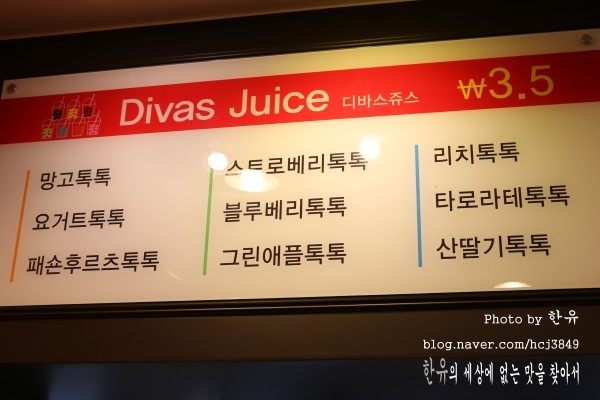 Divas Juice 디바스쥬스 ₩3.5
망고톡톡
요거트톡톡
패션후르츠톡톡
스트로베리톡톡
블루베리톡톡
그린애플톡톡
리치톡톡
타로라테톡톡
산딸기톡톡
Photo by 한유
blog.naver.com/hcj3849
한유의 세상에 없는 맛을 찾아서